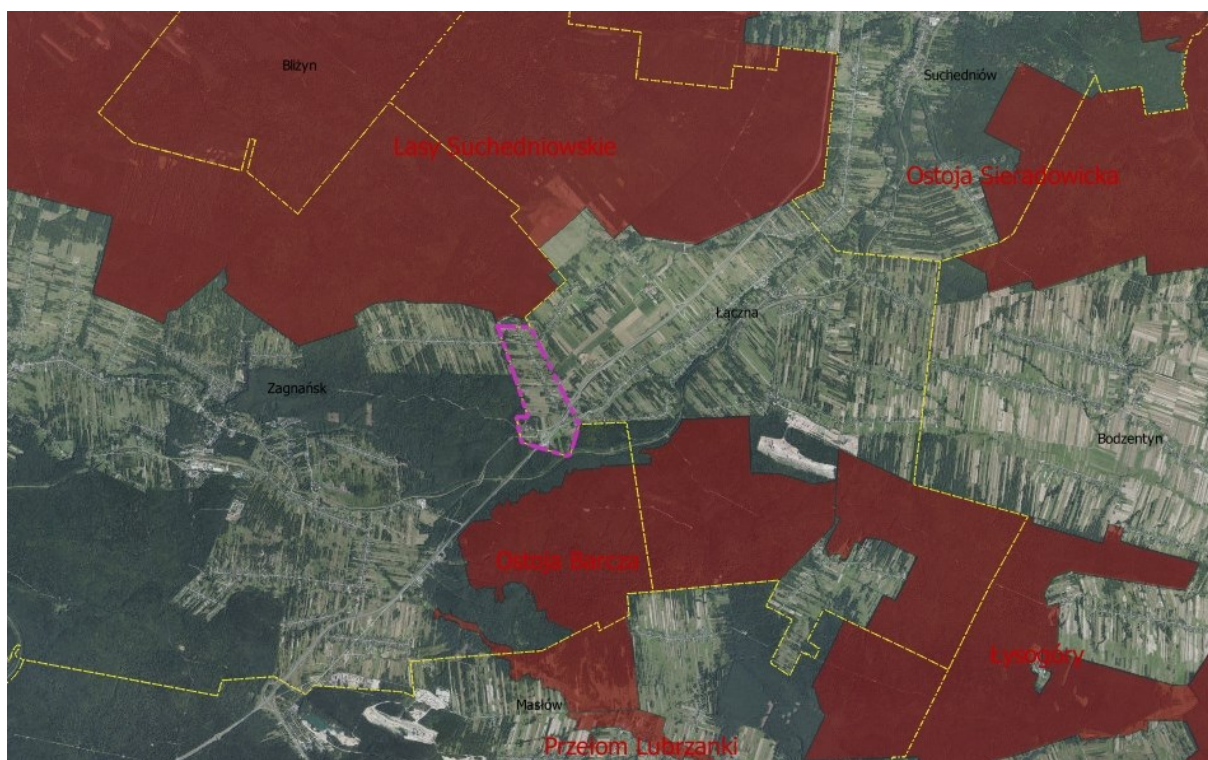 Bliżyn
Suchedniów
Lasy Suchedniowskie
Ostoja Sieradowicka
Łączna
Zagnańsk
Bodzentyn
Ostoja Barcza
Łysogóry
Masłów
Przełom Lubrzanki